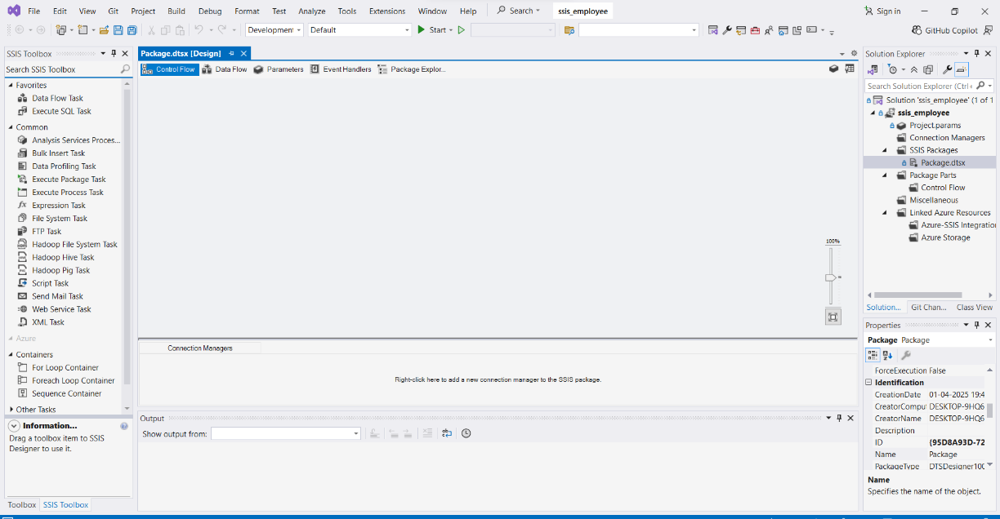 File Edit View Git Project Build Debug Format Test Analyze Tools Extensions Window Help Search ssis_employee Sign in
Development Default Start GitHub Copilot
SSIS Toolbox
Search SSIS Toolbox
Favorites
Data Flow Task
Execute SQL Task
Common
Analysis Services Proces...
Bulk Insert Task
Data Profiling Task
Execute Package Task
Execute Process Task
Expression Task
File System Task
FTP Task
Hadoop File System Task
Hadoop Hive Task
Hadoop Pig Task
Script Task
Send Mail Task
Web Service Task
XML Task
Azure
Containers
For Loop Container
Foreach Loop Container
Sequence Container
Other Tasks
Information...
Drag a toolbox item to SSIS
Designer to use it.
Toolbox SSIS Toolbox
Package.dtsx [Design]
Control Flow Data Flow Parameters Event Handlers Package Explor...
100%
Connection Managers
Right-click here to add a new connection manager to the SSIS package.
Output
Show output from:
Solution Explorer
Search Solution Explorer (Ctrl
Solution 'ssis_employee' (1 of 1
ssis_employee
Project.params
Connection Managers
SSIS Packages
Package.dtsx
Package Parts
Control Flow
Miscellaneous
Linked Azure Resources
Azure-SSIS Integratio
Azure Storage
Solution... Git Chan... Class View
Properties
Package Package
ForceExecution False
Identification
CreationDate 01-04-2025 19:4
CreatorComput DESKTOP-9HQ6
CreatorName DESKTOP-9HQ6
Description
ID {95D8A93D-72
Name Package
PackageType DTSDesigner100
Name
Specifies the name of the object.